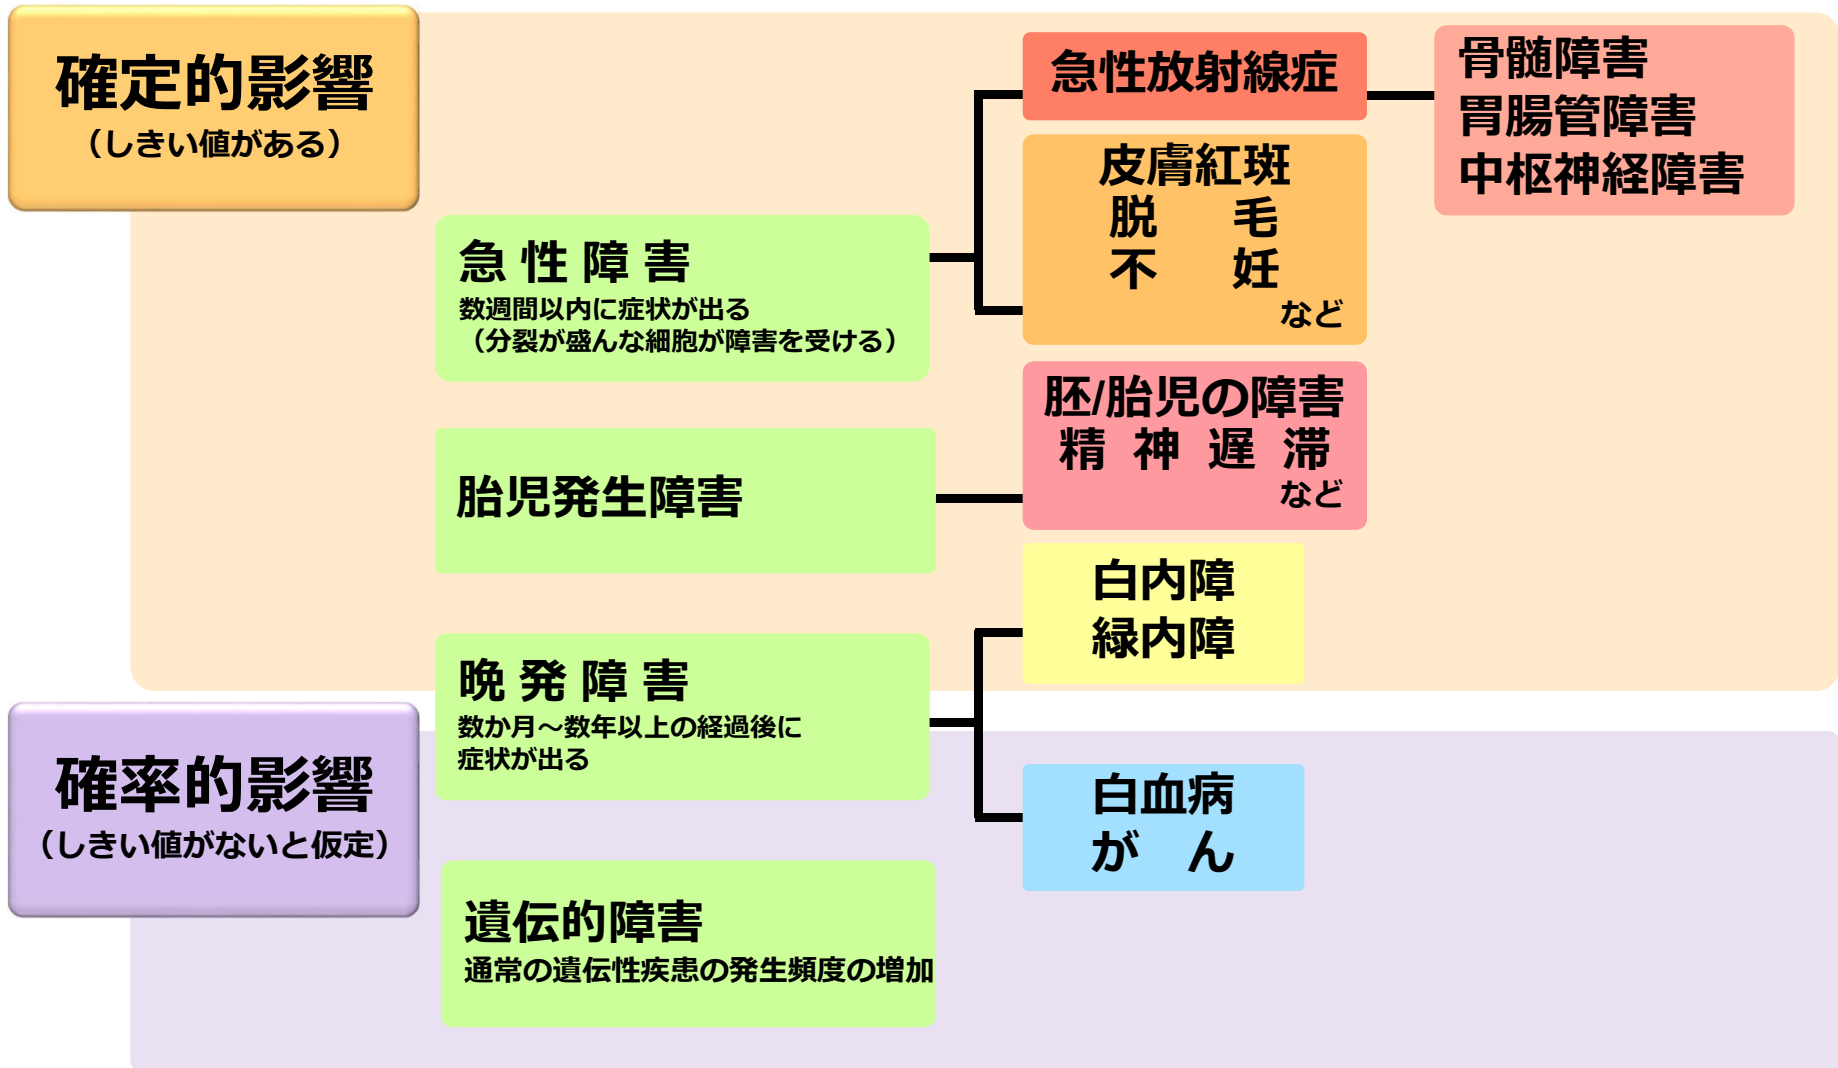 確定的影響
（しきい値がある）
急性障害
数週間以内に症状が出る
（分裂が盛んな細胞が障害を受ける）
急性放射線症
骨髄障害
胃腸管障害
中枢神経障害
皮膚紅斑
脱　毛
不　妊
など
胎児発生障害
胚/胎児の障害
精神遅滞
など
晩発障害
数か月～数年以上の経過後に
症状が出る
白内障
緑内障
白血病
が　ん
確率的影響
（しきい値がないと仮定）
遺伝的障害
通常の遺伝性疾患の発生頻度の増加